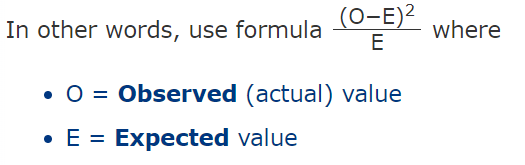 In other words, use formula (O−E)²/E where
• O = Observed (actual) value
• E = Expected value